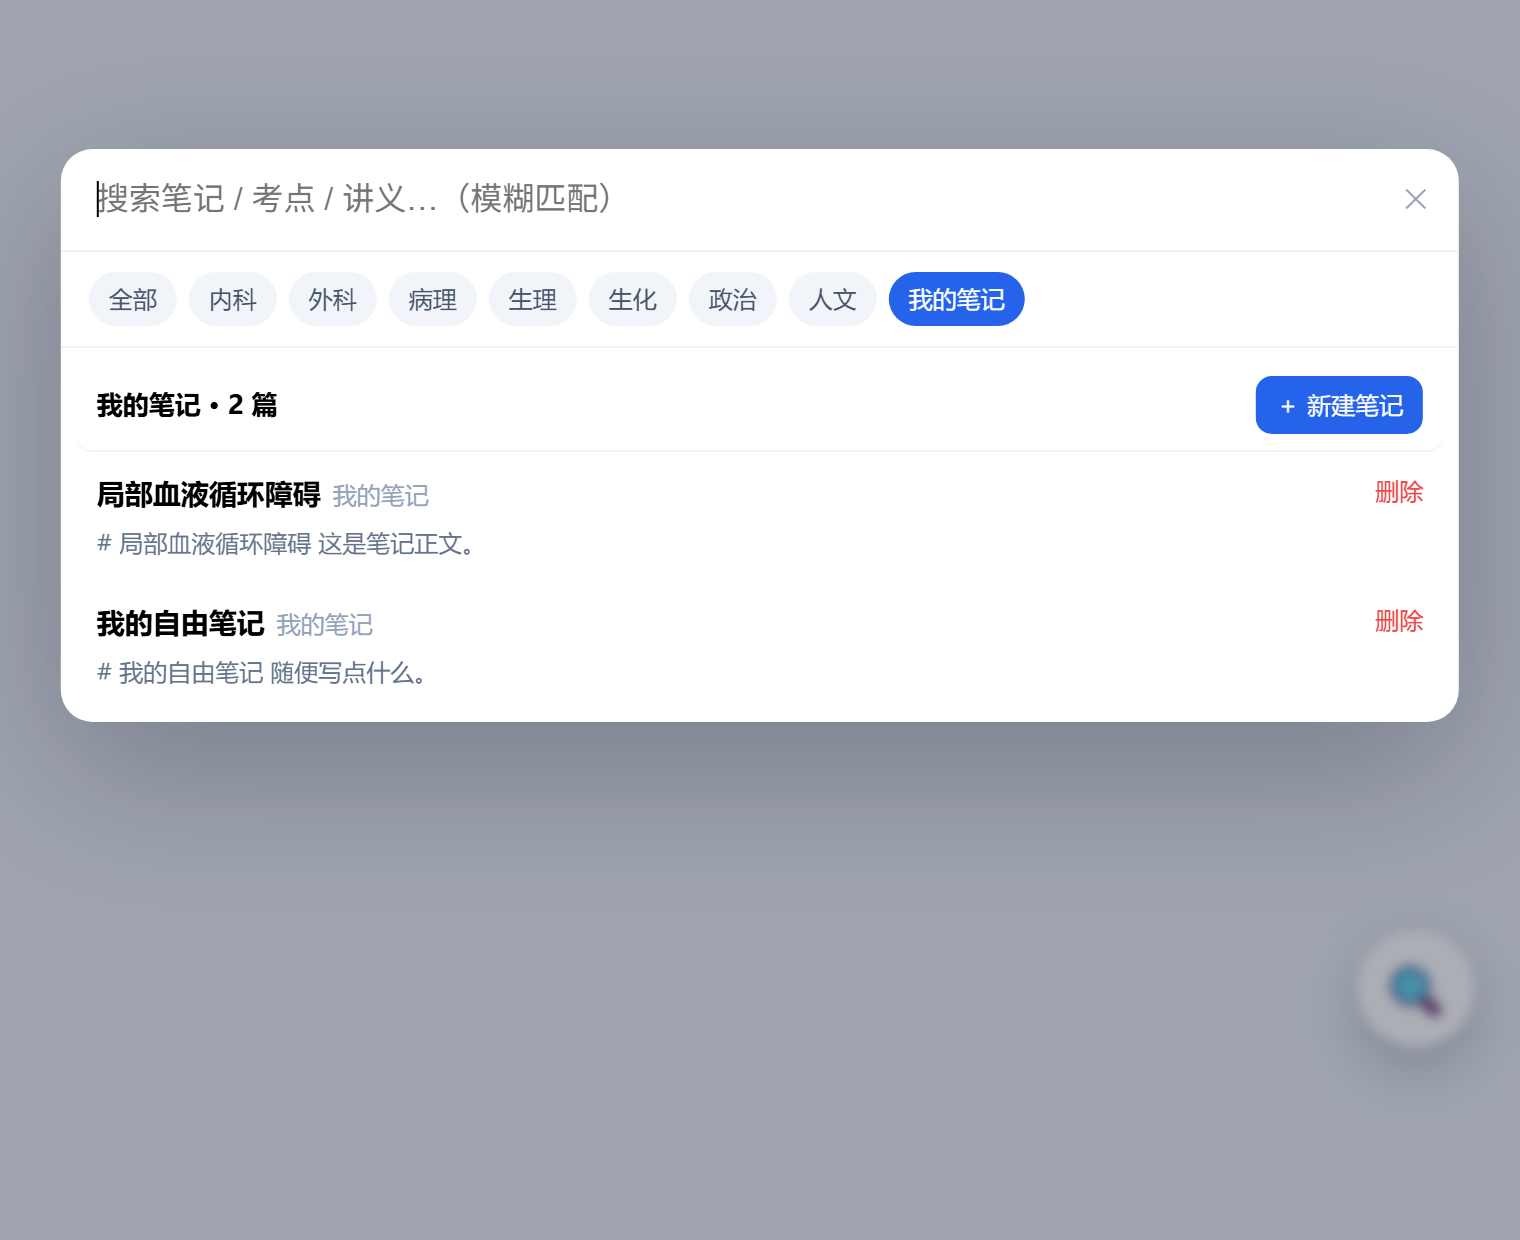 搜索笔记 / 考点 / 讲义…（模糊匹配）
全部 内科 外科 病理 生理 生化 政治 人文 我的笔记
我的笔记 · 2 篇 + 新建笔记
局部血液循环障碍 我的笔记 删除
# 局部血液循环障碍 这是笔记正文。
我的自由笔记 我的笔记 删除
# 我的自由笔记 随便写点什么。